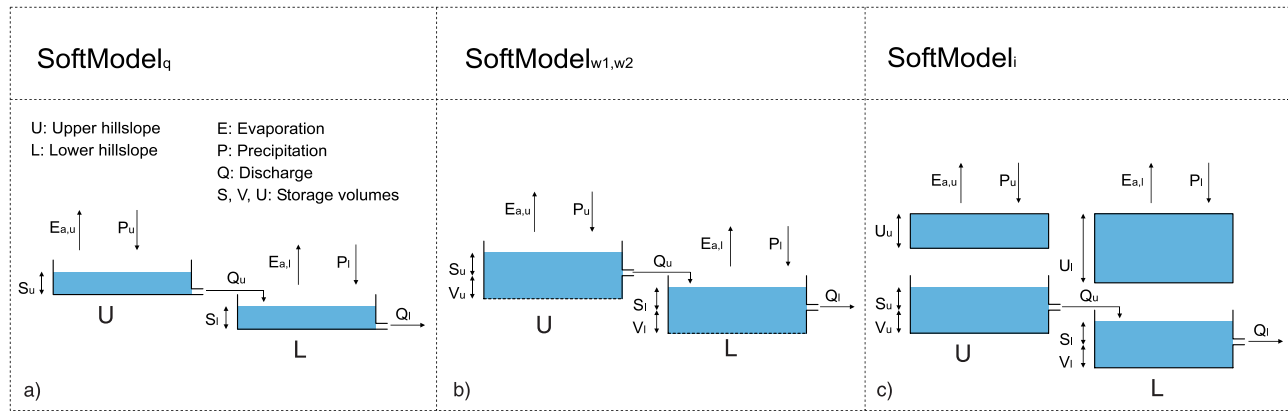 SoftModelq
SoftModelw1,w2
SoftModeli
U: Upper hillslope
L: Lower hillslope
E: Evaporation
P: Precipitation
Q: Discharge
S, V, U: Storage volumes
Ea,u
Pu
Su
Qu
U
Ea,l
Pl
Sl
Ql
L
a)
Ea,u
Pu
Su
Vu
Qu
U
Ea,l
Pl
Sl
Vl
Ql
L
b)
Ea,u
Pu
Uu
Su
Vu
Qu
U
Ea,l
Pl
Ul
Sl
Vl
Ql
L
c)